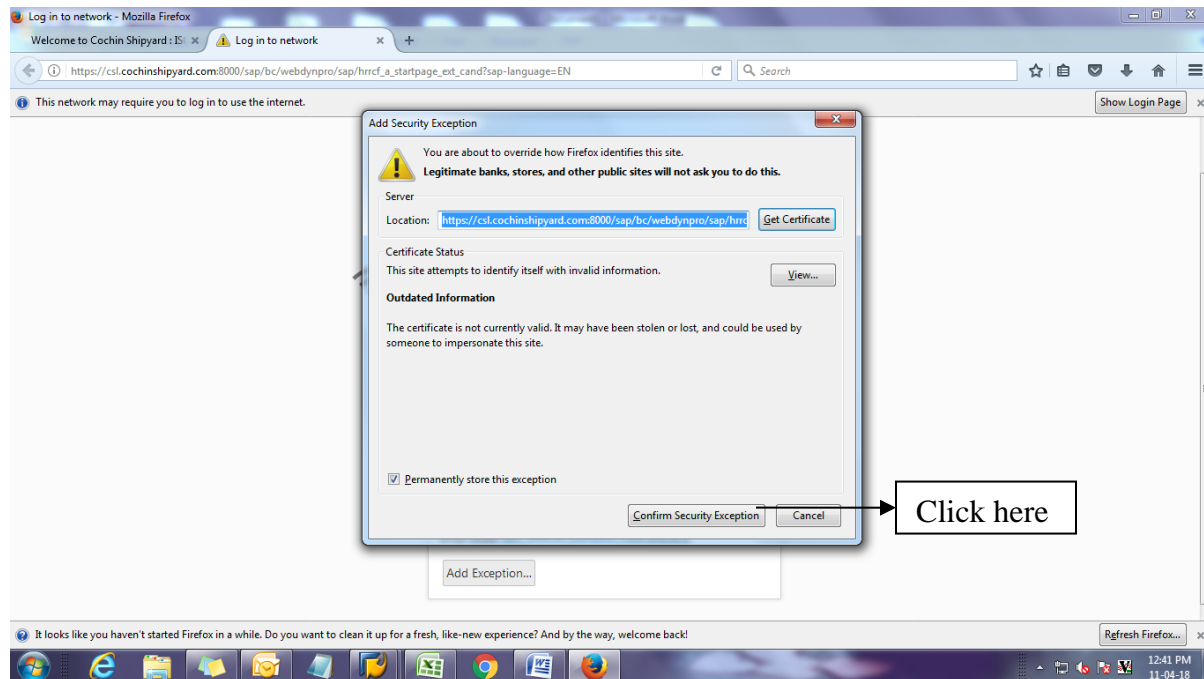 Log in to network - Mozilla Firefox
Welcome to Cochin Shipyard : IS
Log in to network
https://csl.cochinshipyard.com:8000/sap/bc/webdynpro/sap/hrrcf_a_startpage_ext_cand?sap-language=EN
Search
This network may require you to log in to use the internet.
Show Login Page
Add Security Exception
You are about to override how Firefox identifies this site.
Legitimate banks, stores, and other public sites will not ask you to do this.
Server
Location: https://csl.cochinshipyard.com:8000/sap/bc/webdynpro/sap/hrrc
Get Certificate
Certificate Status
This site attempts to identify itself with invalid information.
View...
Outdated Information
The certificate is not currently valid. It may have been stolen or lost, and could be used by
someone to impersonate this site.
Permanently store this exception
Confirm Security Exception
Cancel
Click here
Add Exception...
It looks like you haven't started Firefox in a while. Do you want to clean it up for a fresh, like-new experience? And by the way, welcome back!
Refresh Firefox...
12:41 PM
11-04-18